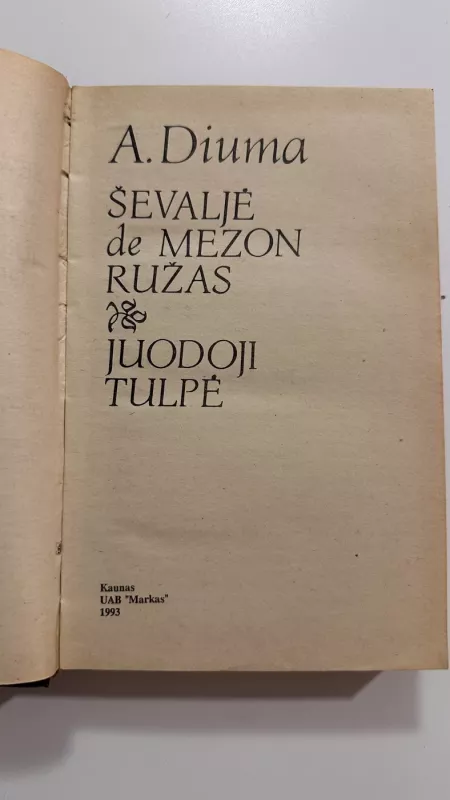 A. Diuma
ŠEVALJĖ
de MEZON
RUŽAS
JUODOJI
TULPĖ
Kaunas
UAB "Markas"
1993